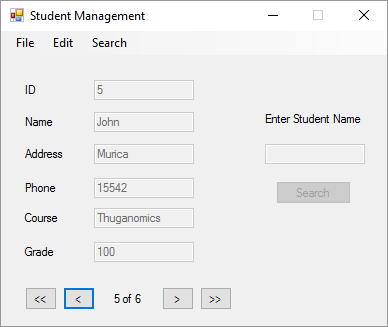 Student Management
File Edit Search
ID 5
Name John
Enter Student Name
Address Murica
Phone 15542
Search
Course Thuganomics
Grade 100
<< < 5 of 6 > >>